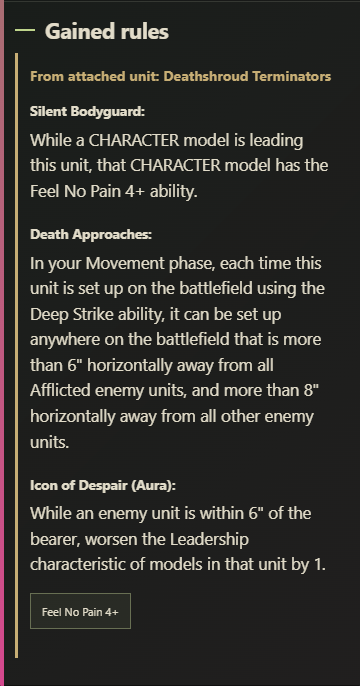 Gained rules
From attached unit: Deathshroud Terminators
Silent Bodyguard:
While a CHARACTER model is leading
this unit, that CHARACTER model has the
Feel No Pain 4+ ability.
Death Approaches:
In your Movement phase, each time this
unit is set up on the battlefield using the
Deep Strike ability, it can be set up
anywhere on the battlefield that is more
than 6" horizontally away from all
Afflicted enemy units, and more than 8"
horizontally away from all other enemy
units.
Icon of Despair (Aura):
While an enemy unit is within 6" of the
bearer, worsen the Leadership
characteristic of models in that unit by 1.
Feel No Pain 4+